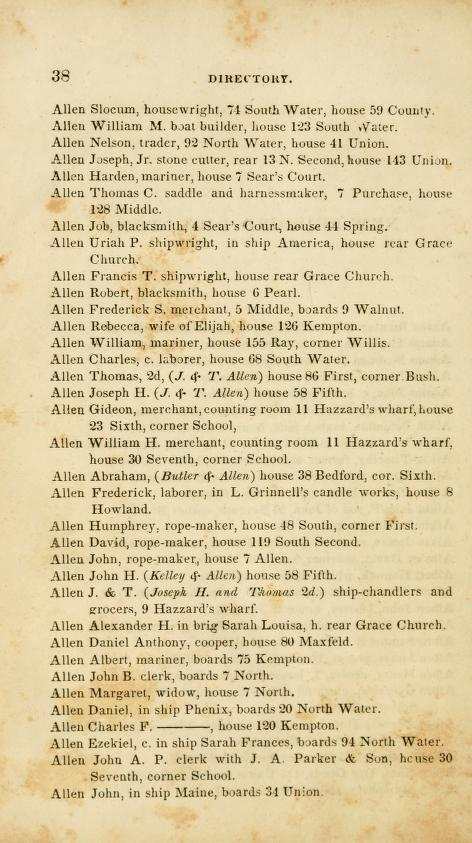 38
DIRECTORY.
Allen Slocum, housewright, 74 South Water, house 59 County.
Allen William M. boat builder, house 123 South Water.
Allen Nelson, trader, 92 North Water, house 41 Union.
Allen Joseph, Jr. stone cutter, rear 13 N. Second, house 143 Union.
Allen Harden, mariner, house 7 Sear's Court.
Allen Thomas C. saddle and harnessmaker, 7 Purchase, house
128 Middle.
Allen Job, blacksmith, 4 Sear's Court, house 44 Spring.
Allen Uriah P. shipwright, in ship America, house rear Grace
Church.
Allen Francis T. shipwright, house rear Grace Church.
Allen Robert, blacksmith, house 6 Pearl.
Allen Frederick S. merchant, 5 Middle, boards 9 Walnut.
Allen Rebecca, wife of Elijah, house 126 Kempton.
Allen William, mariner, house 155 Ray, corner Willis.
Allen Charles, c. laborer, house 68 South Water.
Allen Thomas, 2d, (J. & T. Allen) house 86 First, corner Bush.
Allen Joseph H. (J. & T. Allen) house 58 Fifth.
Allen Gideon, merchant, counting room 11 Hazzard's wharf, house
23 Sixth, corner School,
Allen William H. merchant, counting room 11 Hazzard's wharf,
house 30 Seventh, corner School.
Allen Abraham, (Butler & Allen) house 38 Bedford, cor. Sixth.
Allen Frederick, laborer, in L. Grinnell's candle works, house 8
Howland.
Allen Humphrey, rope-maker, house 48 South, corner First.
Allen David, rope-maker, house 119 South Second.
Allen John, rope-maker, house 7 Allen.
Allen John H. (Kelley & Allen) house 58 Fifth.
Allen J. & T. (Joseph H. and Thomas 2d.) ship-chandlers and
grocers, 9 Hazzard's wharf.
Allen Alexander H. in brig Sarah Louisa, h. rear Grace Church.
Allen Daniel Anthony, cooper, house 80 Maxfeld.
Allen Albert, mariner, boards 75 Kempton.
Allen John B. clerk, boards 7 North.
Allen Margaret, widow, house 7 North.
Allen Daniel, in ship Phenix, boards 20 North Water.
Allen Charles F. ———, house 120 Kempton.
Allen Ezekiel, c. in ship Sarah Frances, boards 94 North Water.
Allen John A. P. clerk with J. A. Parker & Son, house 30
Seventh, corner School.
Allen John, in ship Maine, boards 34 Union.